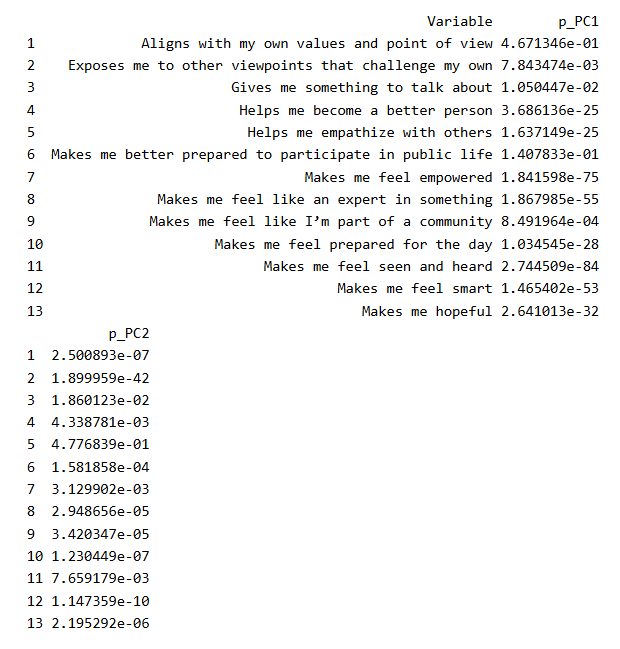 Variable p_PC1
1 Aligns with my own values and point of view 4.671346e-01
2 Exposes me to other viewpoints that challenge my own 7.843474e-03
3 Gives me something to talk about 1.050447e-02
4 Helps me become a better person 3.686136e-25
5 Helps me empathize with others 1.637149e-25
6 Makes me better prepared to participate in public life 1.407833e-01
7 Makes me feel empowered 1.841598e-75
8 Makes me feel like an expert in something 1.867985e-55
9 Makes me feel like I’m part of a community 8.491964e-04
10 Makes me feel prepared for the day 1.034545e-28
11 Makes me feel seen and heard 2.744509e-84
12 Makes me feel smart 1.465402e-53
13 Makes me hopeful 2.641013e-32
p_PC2
1 2.500893e-07
2 1.899959e-42
3 1.860123e-02
4 4.338781e-03
5 4.776839e-01
6 1.581858e-04
7 3.129902e-03
8 2.948656e-05
9 3.420347e-05
10 1.230449e-07
11 7.659179e-03
12 1.147359e-10
13 2.195292e-06